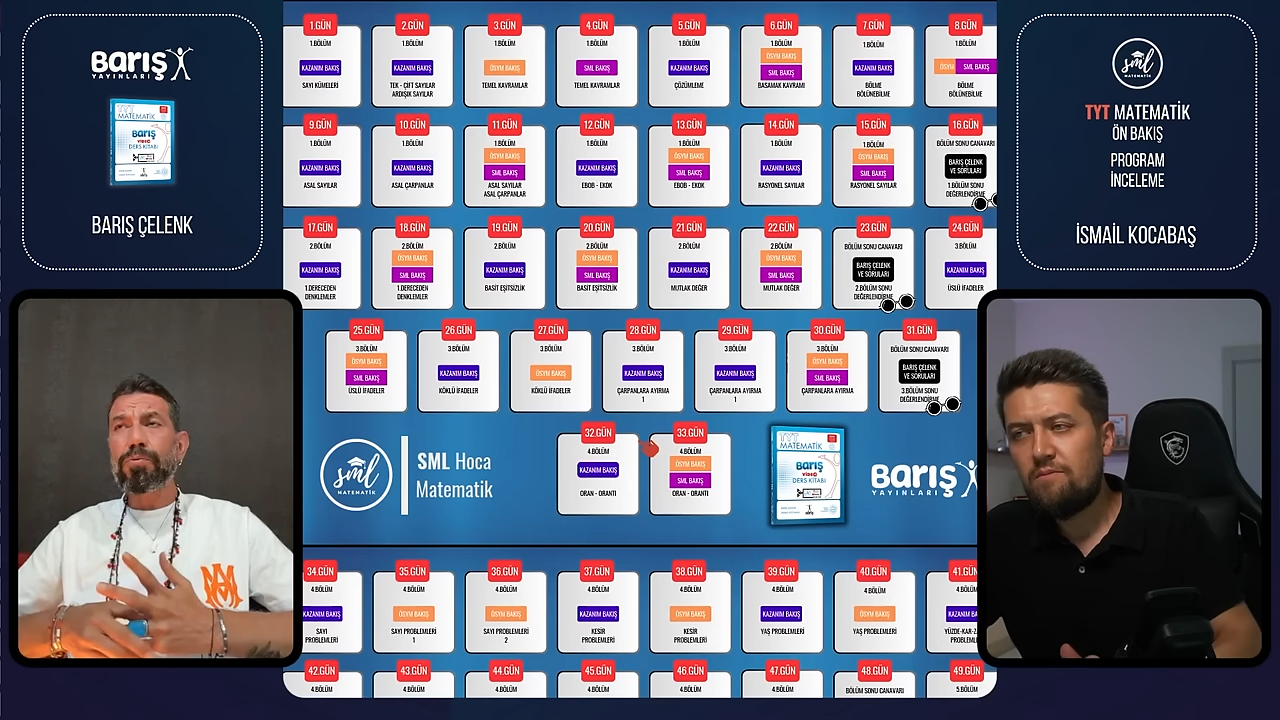 BARIŞ
YAYINLARI
TYT
MATEMATİK
BARIŞ
VİDEO
DERS KİTABI
BARIŞ ÇELENK
sml
MATEMATİK
TYT MATEMATİK
ÖN BAKIŞ
PROGRAM
İNCELEME
İSMAİL KOCABAŞ
1.GÜN
1.BÖLÜM
KAZANIM BAKIŞ
SAYI KÜMELERİ
2.GÜN
1.BÖLÜM
KAZANIM BAKIŞ
TEK - ÇİFT SAYILAR
ARDIŞIK SAYILAR
3.GÜN
1.BÖLÜM
ÖSYM BAKIŞ
TEMEL KAVRAMLAR
4.GÜN
1.BÖLÜM
SML BAKIŞ
TEMEL KAVRAMLAR
5.GÜN
1.BÖLÜM
KAZANIM BAKIŞ
ÇÖZÜMLEME
6.GÜN
1.BÖLÜM
ÖSYM BAKIŞ
SML BAKIŞ
BASAMAK KAVRAMI
7.GÜN
1.BÖLÜM
KAZANIM BAKIŞ
BÖLME
BÖLÜNEBİLME
8.GÜN
1.BÖLÜM
ÖSYM SML BAKIŞ
BÖLME
BÖLÜNEBİLME
9.GÜN
1.BÖLÜM
KAZANIM BAKIŞ
ASAL SAYILAR
10.GÜN
1.BÖLÜM
KAZANIM BAKIŞ
ASAL ÇARPANLAR
11.GÜN
1.BÖLÜM
ÖSYM BAKIŞ
SML BAKIŞ
ASAL SAYILAR
ASAL ÇARPANLAR
12.GÜN
1.BÖLÜM
KAZANIM BAKIŞ
EBOB - EKOK
13.GÜN
1.BÖLÜM
ÖSYM BAKIŞ
SML BAKIŞ
EBOB - EKOK
14.GÜN
1.BÖLÜM
KAZANIM BAKIŞ
RASYONEL SAYILAR
15.GÜN
1.BÖLÜM
ÖSYM BAKIŞ
SML BAKIŞ
RASYONEL SAYILAR
16.GÜN
BÖLÜM SONU CANAVARI
BARIŞ ÇELENK
VE SORULARI
1.BÖLÜM SONU
DEĞERLENDİRME
17.GÜN
2.BÖLÜM
KAZANIM BAKIŞ
1.DERECEDEN
DENKLEMLER
18.GÜN
2.BÖLÜM
ÖSYM BAKIŞ
SML BAKIŞ
1.DERECEDEN
DENKLEMLER
19.GÜN
2.BÖLÜM
KAZANIM BAKIŞ
BASİT EŞİTSİZLİK
20.GÜN
2.BÖLÜM
ÖSYM BAKIŞ
SML BAKIŞ
BASİT EŞİTSİZLİK
21.GÜN
2.BÖLÜM
KAZANIM BAKIŞ
MUTLAK DEĞER
22.GÜN
2.BÖLÜM
ÖSYM BAKIŞ
SML BAKIŞ
MUTLAK DEĞER
23.GÜN
BÖLÜM SONU CANAVARI
BARIŞ ÇELENK
VE SORULARI
2.BÖLÜM SONU
DEĞERLENDİRME
24.GÜN
3.BÖLÜM
KAZANIM BAKIŞ
ÜSLÜ İFADELER
25.GÜN
3.BÖLÜM
ÖSYM BAKIŞ
SML BAKIŞ
ÜSLÜ İFADELER
26.GÜN
3.BÖLÜM
KAZANIM BAKIŞ
KÖKLÜ İFADELER
27.GÜN
3.BÖLÜM
ÖSYM BAKIŞ
KÖKLÜ İFADELER
28.GÜN
3.BÖLÜM
KAZANIM BAKIŞ
ÇARPANLARA AYIRMA
1
29.GÜN
3.BÖLÜM
KAZANIM BAKIŞ
ÇARPANLARA AYIRMA
1
30.GÜN
3.BÖLÜM
ÖSYM BAKIŞ
SML BAKIŞ
ÇARPANLARA AYIRMA
31.GÜN
BÖLÜM SONU CANAVARI
BARIŞ ÇELENK
VE SORULARI
3.BÖLÜM SONU
DEĞERLENDİRME
sml
MATEMATİK
SML Hoca
Matematik
32.GÜN
4.BÖLÜM
KAZANIM BAKIŞ
ORAN - ORANTI
33.GÜN
4.BÖLÜM
ÖSYM BAKIŞ
SML BAKIŞ
ORAN - ORANTI
TYT
MATEMATİK
BARIŞ
VİDEO
DERS KİTABI
BARIŞ
YAYINLARI
34.GÜN
4.BÖLÜM
KAZANIM BAKIŞ
SAYI
PROBLEMLERİ
35.GÜN
4.BÖLÜM
ÖSYM BAKIŞ
SAYI PROBLEMLERİ
1
36.GÜN
4.BÖLÜM
ÖSYM BAKIŞ
SAYI PROBLEMLERİ
2
37.GÜN
4.BÖLÜM
KAZANIM BAKIŞ
KESİR
PROBLEMLERİ
38.GÜN
4.BÖLÜM
ÖSYM BAKIŞ
KESİR
PROBLEMLERİ
39.GÜN
4.BÖLÜM
KAZANIM BAKIŞ
YAŞ PROBLEMLERİ
40.GÜN
4.BÖLÜM
ÖSYM BAKIŞ
YAŞ PROBLEMLERİ
41.GÜN
4.BÖLÜM
KAZANIM BA
YÜZDE-KAR-Z
PROBLEML
42.GÜN
4.BÖLÜM
43.GÜN
4.BÖLÜM
44.GÜN
4.BÖLÜM
45.GÜN
4.BÖLÜM
46.GÜN
4.BÖLÜM
47.GÜN
4.BÖLÜM
48.GÜN
BÖLÜM SONU CANAVARI
49.GÜN
5.BÖLÜM